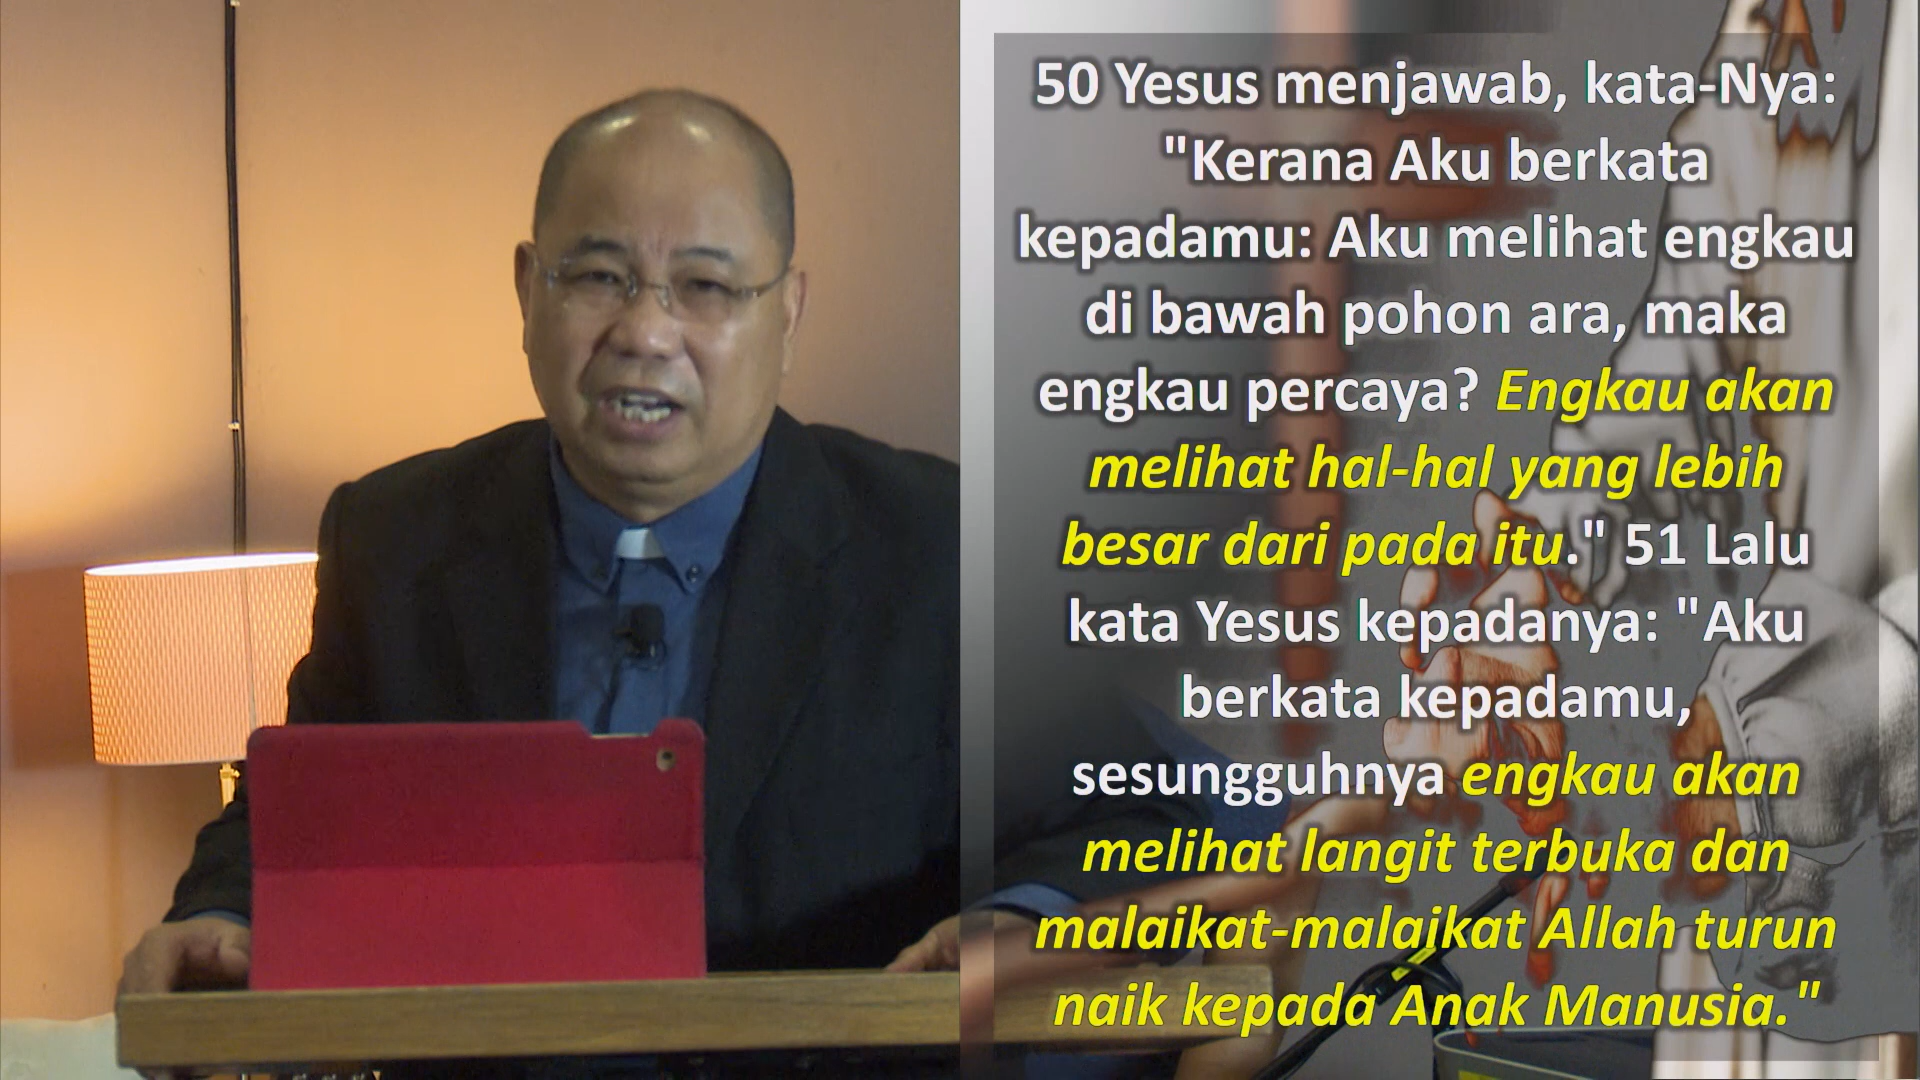 50 Yesus menjawab, kata-Nya:
"Kerana Aku berkata
kepadamu: Aku melihat engkau
di bawah pohon ara, maka
engkau percaya? Engkau akan
melihat hal-hal yang lebih
besar dari pada itu." 51 Lalu
kata Yesus kepadanya: "Aku
berkata kepadamu,
sesungguhnya engkau akan
melihat langit terbuka dan
malaikat-malaikat Allah turun
naik kepada Anak Manusia."